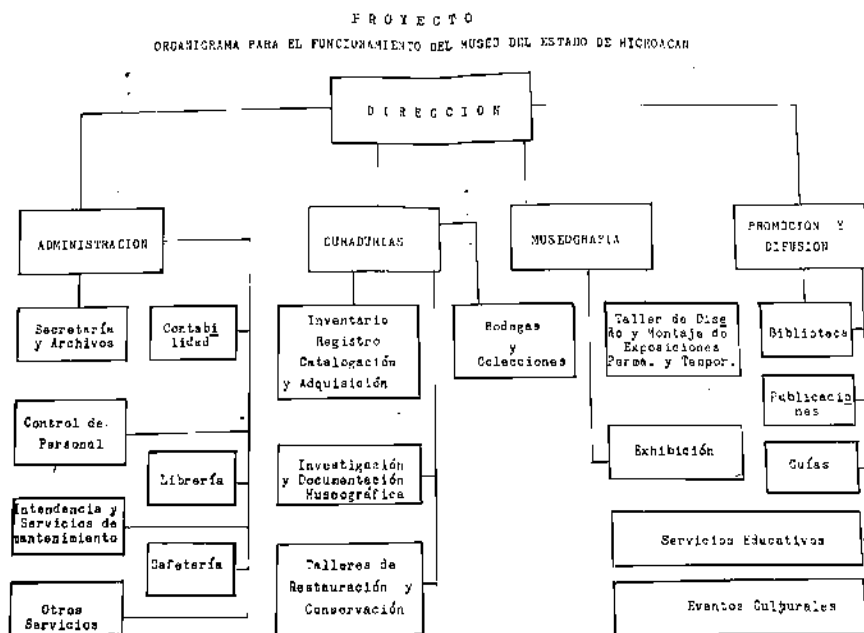 PROYECTO
ORGANIGRAMA PARA EL FUNCIONAMIENTO DEL MUSEO DEL ESTADO DE MICHOACAN
DIRECCION
ADMINISTRACION
CURADURIAS
MUSEOGRAFIA
PROMOCION Y
DIFUSION
Secretaría
y Archivos
Contabi
lidad
Inventario
Registro
Catalogación
y Adquisición
Bodegas
y
Colecciones
Taller de Dise
ño y Montaje de
Exposiciones
Perma. y Tempor.
Biblioteca
Publicacio
nes
Control de
Personal
Librería
Investigación
y Documentación
Museográfica
Exhibición
Guías
Intendencia y
Servicios de
mantenimiento
Cafetería
Talleres de
Restauración y
Conservación
Servicios Educativos
Otros
Servicios
Eventos Culturales